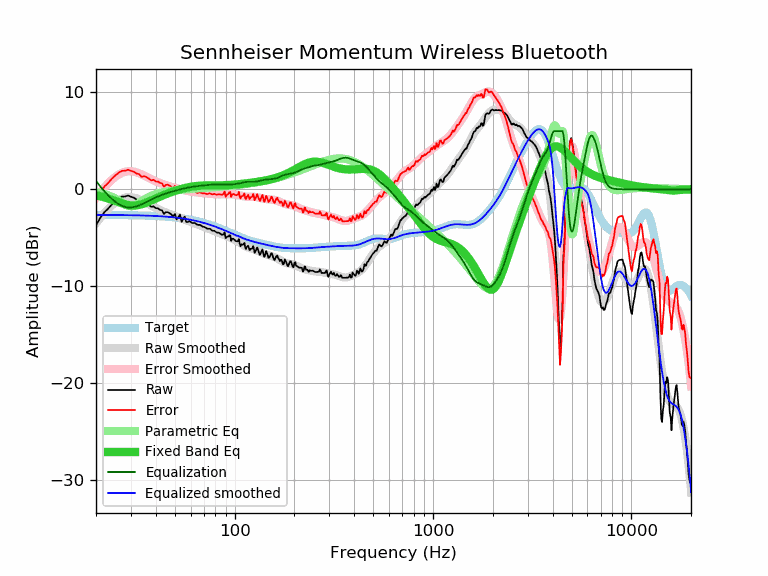 Sennheiser Momentum Wireless Bluetooth
10
0
−10
−20
−30
Amplitude (dBr)
Target
Raw Smoothed
Error Smoothed
Raw
Error
Parametric Eq
Fixed Band Eq
Equalization
Equalized smoothed
100
1000
10000
Frequency (Hz)